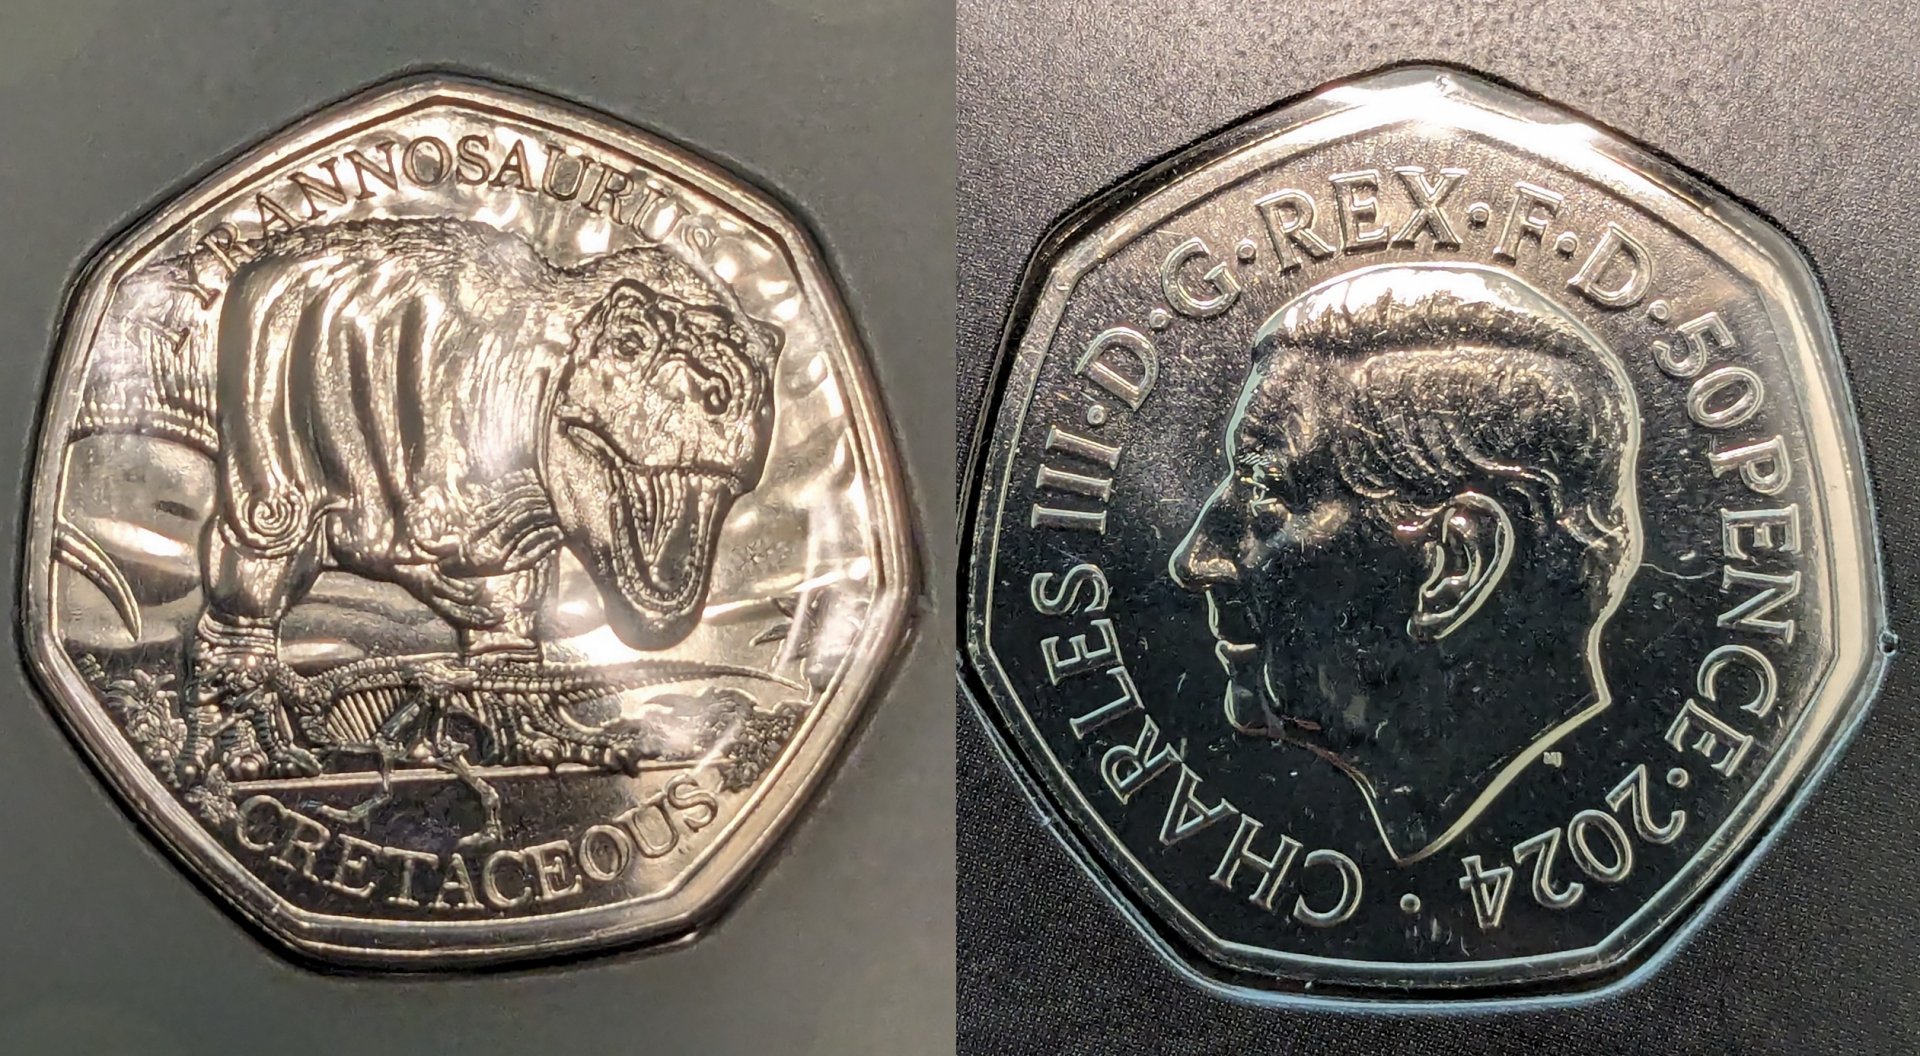 TYRANNOSAURUS
CRETACEOUS
CHARLES III·D·G·REX·F·D·50 PENCE·2024·